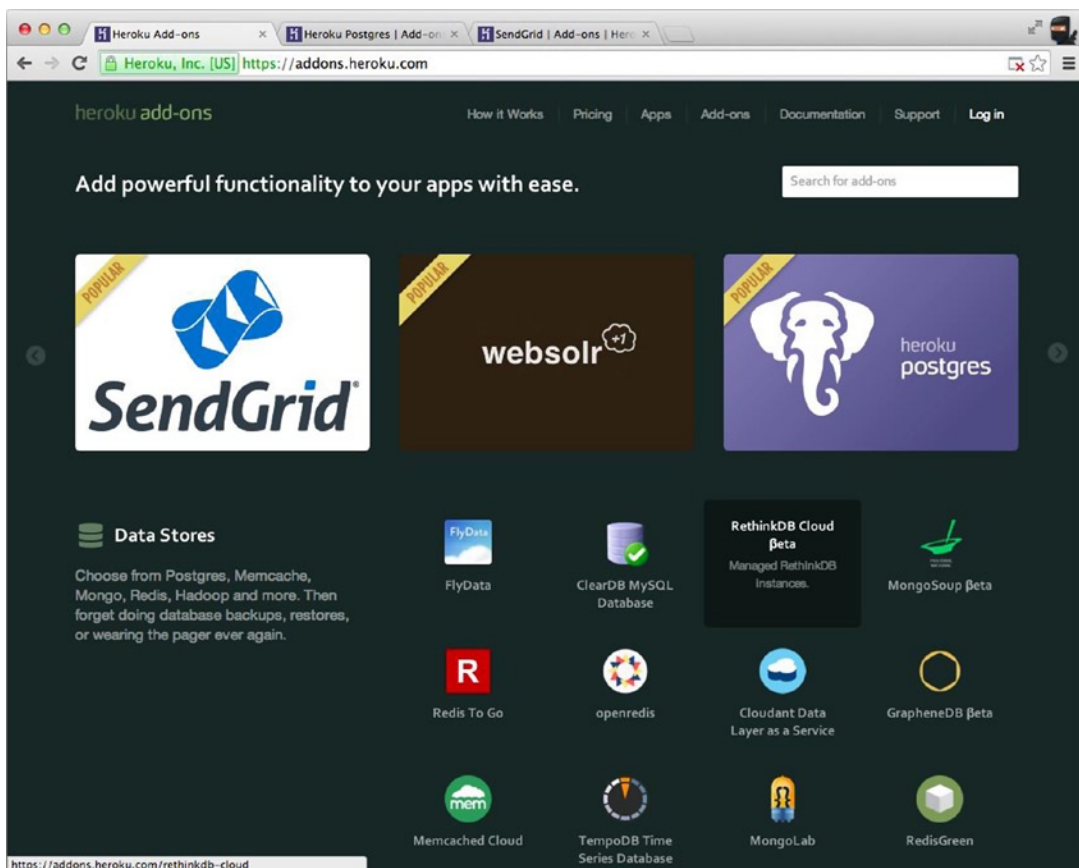 Heroku Add-ons
Heroku Postgres | Add-on
SendGrid | Add-ons | Hero
Heroku, Inc. [US] https://addons.heroku.com
heroku add-ons
How it Works
Pricing
Apps
Add-ons
Documentation
Support
Log in
Add powerful functionality to your apps with ease.
Search for add-ons
POPULAR
SendGrid®
POPULAR
websolr +1
POPULAR
heroku
postgres
Data Stores
Choose from Postgres, Memcache,
Mongo, Redis, Hadoop and more. Then
forget doing database backups, restores,
or wearing the pager ever again.
FlyData
FlyData
ClearDB MySQL
Database
RethinkDB Cloud
βeta
Managed RethinkDB
Instances.
MongoSoup βeta
R
Redis To Go
openredis
Cloudant Data
Layer as a Service
GrapheneDB βeta
mem
Memcached Cloud
TempoDB Time
Series Database
MongoLab
RedisGreen
https://addons.heroku.com/rethinkdb-cloud